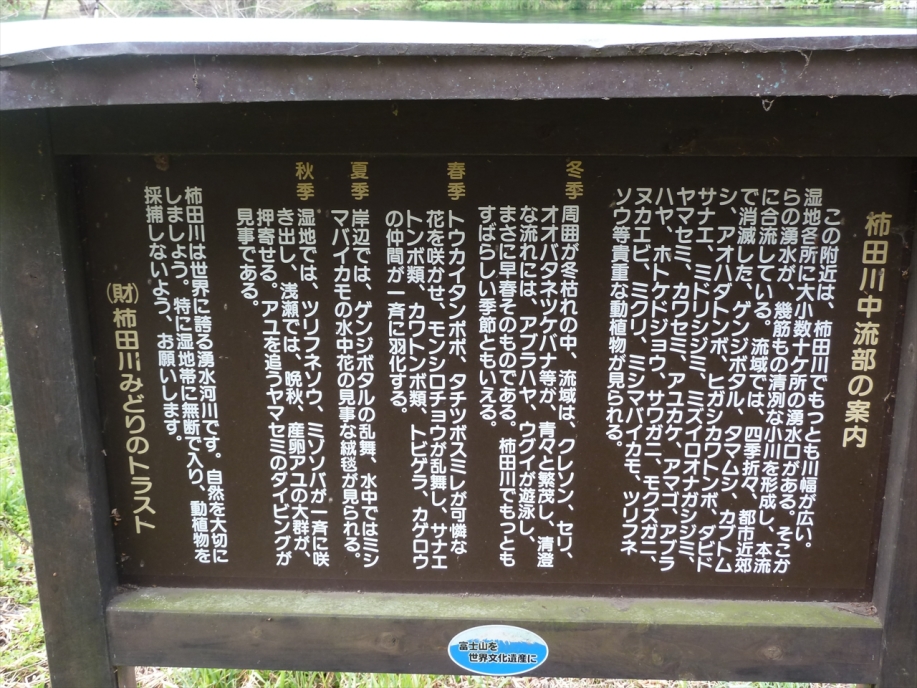 柿田川中流部の案内
この附近は、柿田川でもっとも川幅が広い。
湿地各所に大小数十ケ所の湧水口がある。そこか
らの湧水が、幾筋もの清冽な小川を形成し、本流
に合流している。流域では、四季折々、都市近郊
で消滅した、ゲンジボタル、タマムシ、カブトム
シ、アオハダトンボ、ヒガシカワトンボ、ダビド
サナエ、ミドリシジミ、ムカシトンボ、アマゴ、オナガシジミ、
ヤマセミ、カワセミ、アユカケ、アマゴ、アユ、
ハヤ、ホトケドジョウ、サワガニ、モクズガニ、
ヌカエビ、ミクリ、ミシマバイカモ、ツリフネ
ソウ等貴重な動植物が見られる。
冬季
周囲が冬枯れの中、流域は、クレソン、セリ、
オオバタネツケバナ等が、青々と繁茂し、清澄
な流れには、アブラハヤ、ウグイが遊泳し、
まさに早春そのものである。柿田川でもっとも
すばらしい季節ともいえる。
春季
トウカイタンポポ、タチツボスミレが可憐な
花を咲かせ、モンシロチョウが乱舞し、サナエ
トンボ類、カワトンボ類、トビゲラ、カゲロウ
の仲間が一斉に羽化する。
夏季
岸辺では、ゲンジボタルの乱舞、水中ではミシ
マバイカモの水中花の見事な絨毯が見られる。
秋季
湿地では、ツリフネソウ、ミゾソバが一斉に咲
き出し、浅瀬では、晩秋、産卵アユの大群が、
押寄せる。アユを追うヤマセミのダイビングが
見事である。
柿田川は世界に誇る湧水河川です。自然を大切に
しましょう。特に湿地帯に無断で入り、動植物を
採捕しないよう、お願いします。
(財)柿田川みどりのトラスト
富士山を
世界文化遺産に